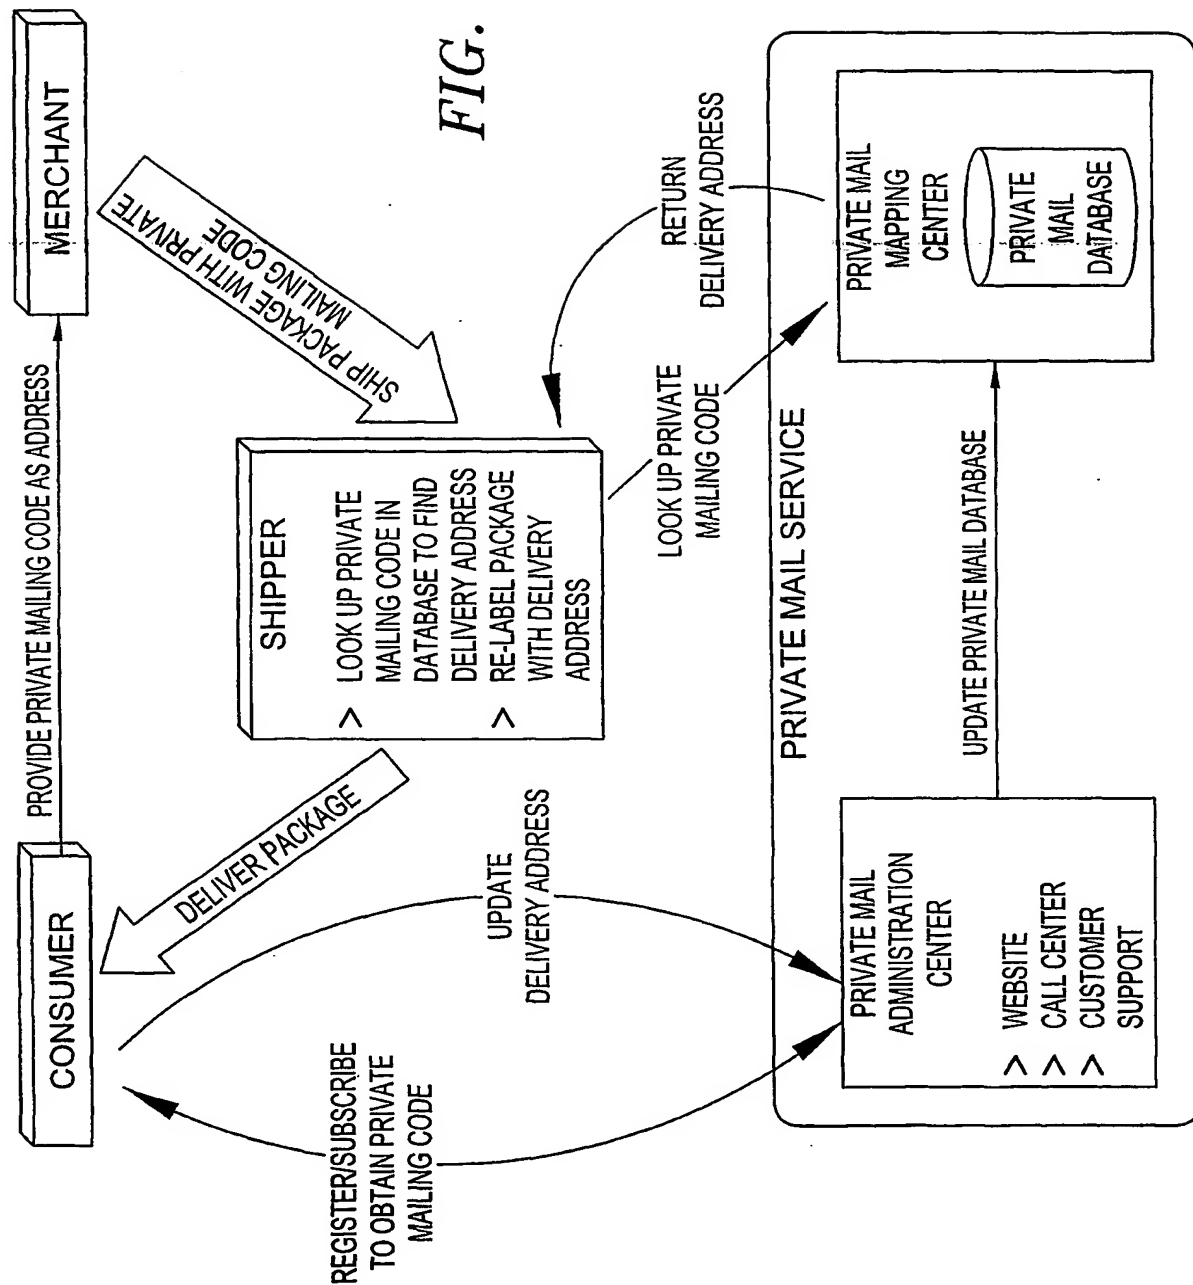 CONSUMER
PROVIDE PRIVATE MAILING CODE AS ADDRESS
MERCHANT
SHIP PACKAGE WITH PRIVATE
MAILING CODE
DELIVER PACKAGE
SHIPPER
> LOOK UP PRIVATE
MAILING CODE IN
DATABASE TO FIND
DELIVERY ADDRESS
> RE-LABEL PACKAGE
WITH DELIVERY
ADDRESS
FIG.
REGISTER/SUBSCRIBE
TO OBTAIN PRIVATE
MAILING CODE
UPDATE
DELIVERY ADDRESS
LOOK UP PRIVATE
MAILING CODE
RETURN
DELIVERY ADDRESS
PRIVATE MAIL SERVICE
PRIVATE MAIL
ADMINISTRATION
CENTER
> WEBSITE
> CALL CENTER
> CUSTOMER
SUPPORT
UPDATE PRIVATE MAIL DATABASE
PRIVATE MAIL
MAPPING
CENTER
PRIVATE
MAIL
DATABASE